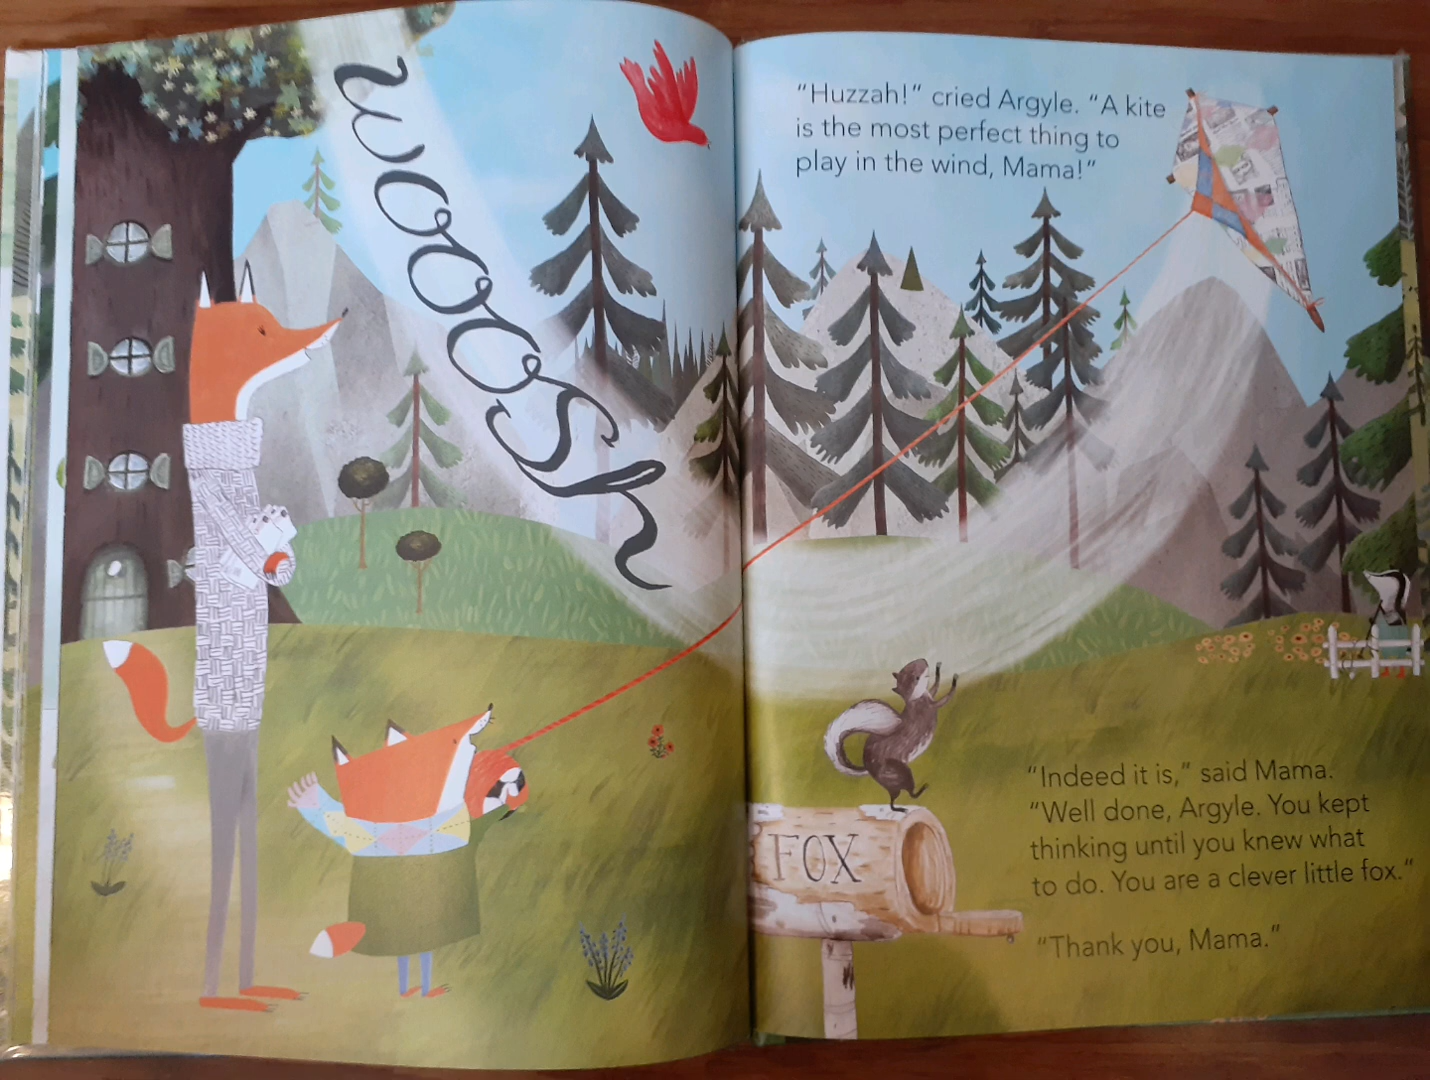 woosh
“Huzzah!” cried Argyle. “A kite
is the most perfect thing to
play in the wind, Mama!”
FOX
“Indeed it is,” said Mama.
“Well done, Argyle. You kept
thinking until you knew what
to do. You are a clever little fox.”
“Thank you, Mama.”